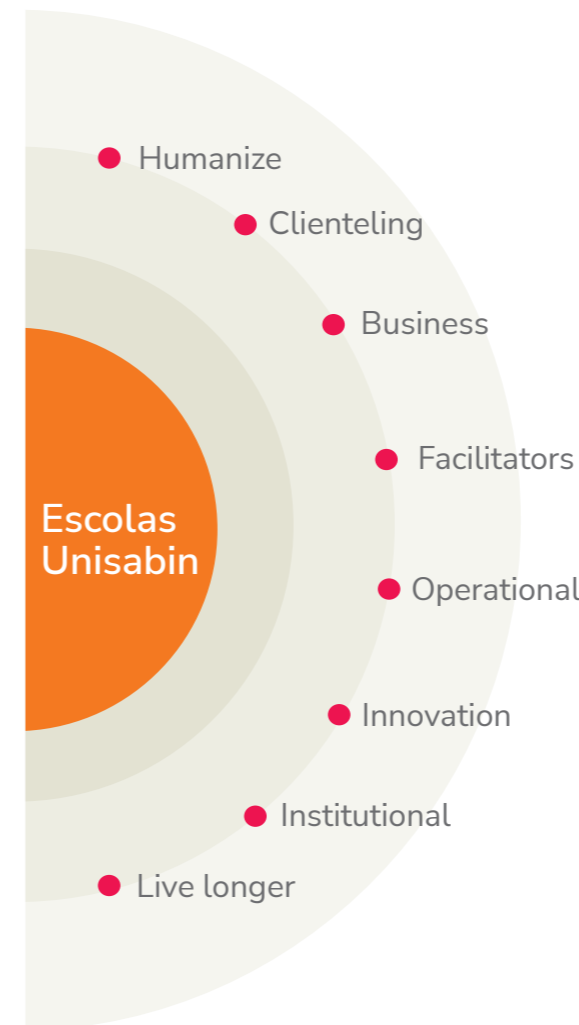 Humanize
Clienteling
Business
Facilitators
Escolas
Unisabin
Operational
Innovation
Institutional
Live longer